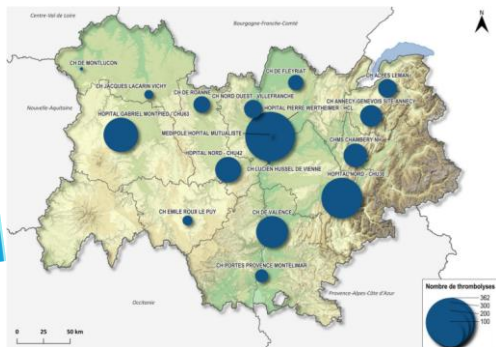 Centre-Val de Loire
Bourgogne-Franche-Comté
N
CH DE MONTLUCON
CH DE FLEYRIAT
CH ALPES LEMAN
CH JACQUES LACARIN VICHY
CH DE ROANNE
CH NORD OUEST - VILLEFRANCHE
CH ANNECY GENEVOIS SITE ANNECY
Nouvelle-Aquitaine
HOPITAL GABRIEL MONTPIED / CHU63
HOPITAL PIERRE WERTHEIMER - HCL
MEDIPOLE HOPITAL MUTUALISTE
CHMS CHAMBERY NH
HOPITAL NORD - CHU42
CH LUCIEN HUSSEL DE VIENNE
HOPITAL NORD - CHU38
CH EMILE ROUX LE PUY
CH DE VALENCE
CH PORTES PROVENCE MONTELIMAR
Occitanie
Provence-Alpes-Côte d'Azur
Nombre de thrombolyses
362
300
200
100
0 25 50 km